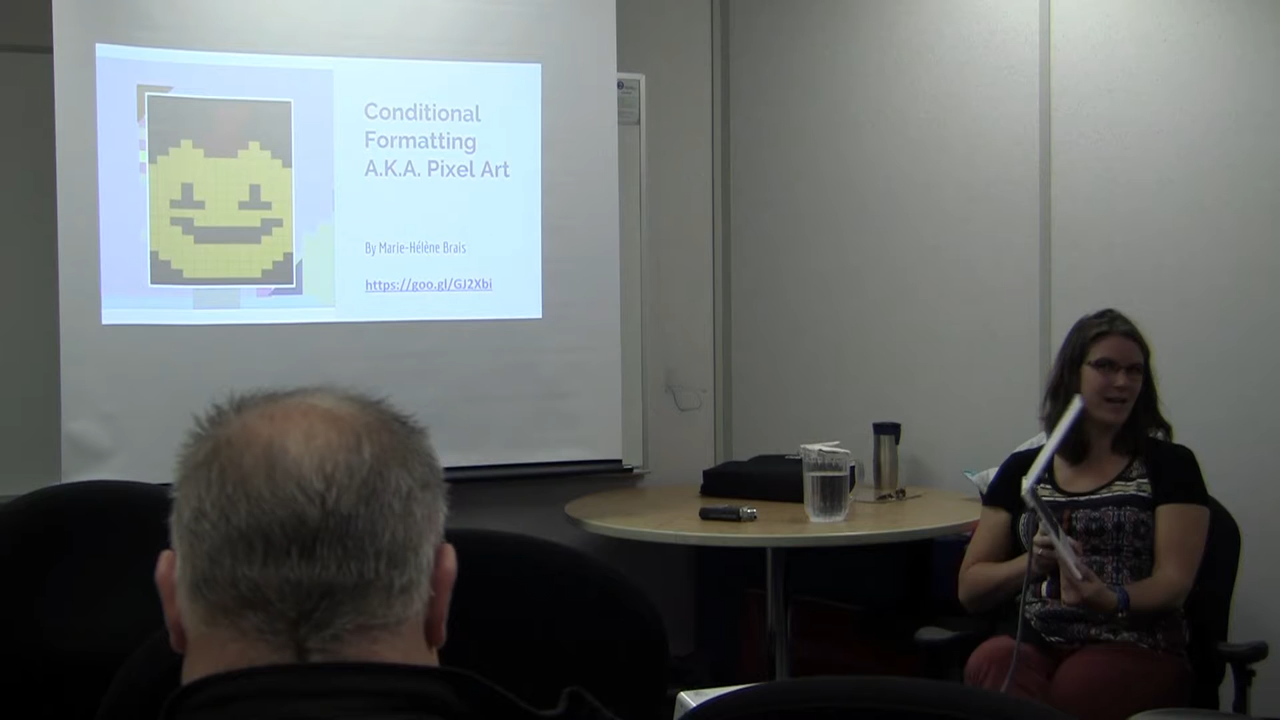 Conditional
Formatting
A.K.A. Pixel Art
By Marie-Hélène Brais
https://goo.gl/GJ2Xbi